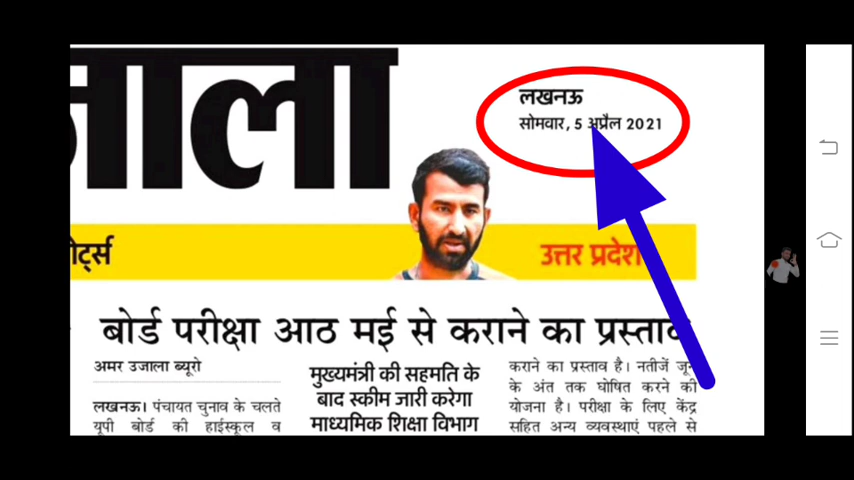 लखनऊ
सोमवार, 5 अप्रैल 2021
उत्तर प्रदेश
बोर्ड परीक्षा आठ मई से कराने का प्रस्ताव
अमर उजाला ब्यूरो
लखनऊ। पंचायत चुनाव के चलते
यूपी बोर्ड की हाईस्कूल व
मुख्यमंत्री की सहमति के
बाद स्कीम जारी करेगा
माध्यमिक शिक्षा विभाग
कराने का प्रस्ताव है। नतीजें जून
के अंत तक घोषित करने की
योजना है। परीक्षा के लिए केंद्र
सहित अन्य व्यवस्थाएं पहले से